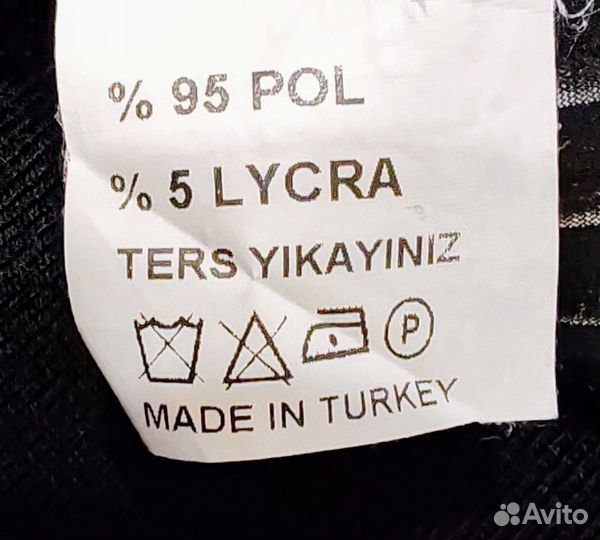 % 95 POL
% 5 LYCRA
TERS YIKAYINIZ
P
MADE IN TURKEY
Avito